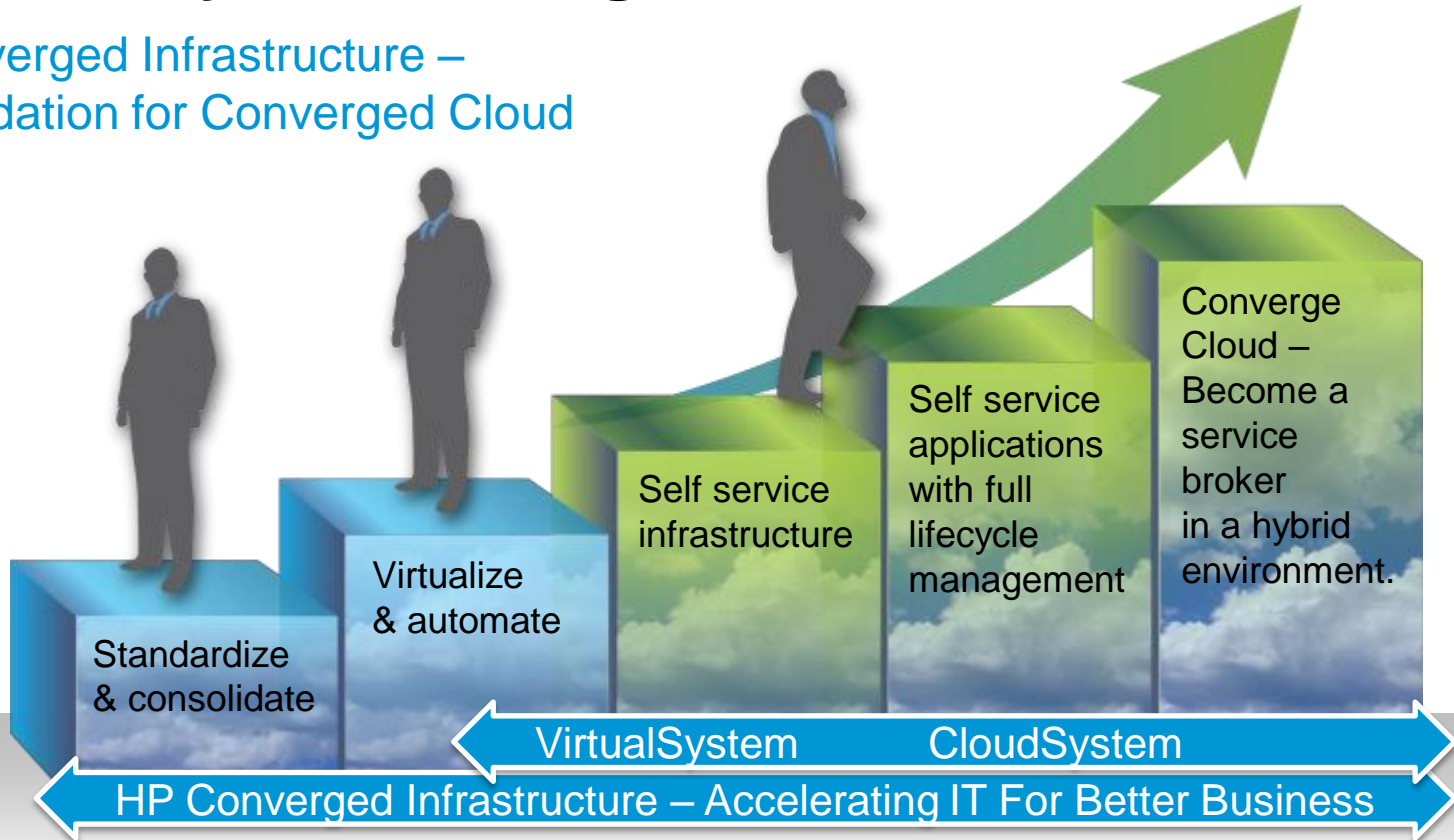 verged Infrastructure –
dation for Converged Cloud
Standardize
& consolidate
Virtualize
& automate
Self service
infrastructure
Self service
applications
with full
lifecycle
management
Converge
Cloud –
Become a
service
broker
in a hybrid
environment.
VirtualSystem CloudSystem
HP Converged Infrastructure – Accelerating IT For Better Business